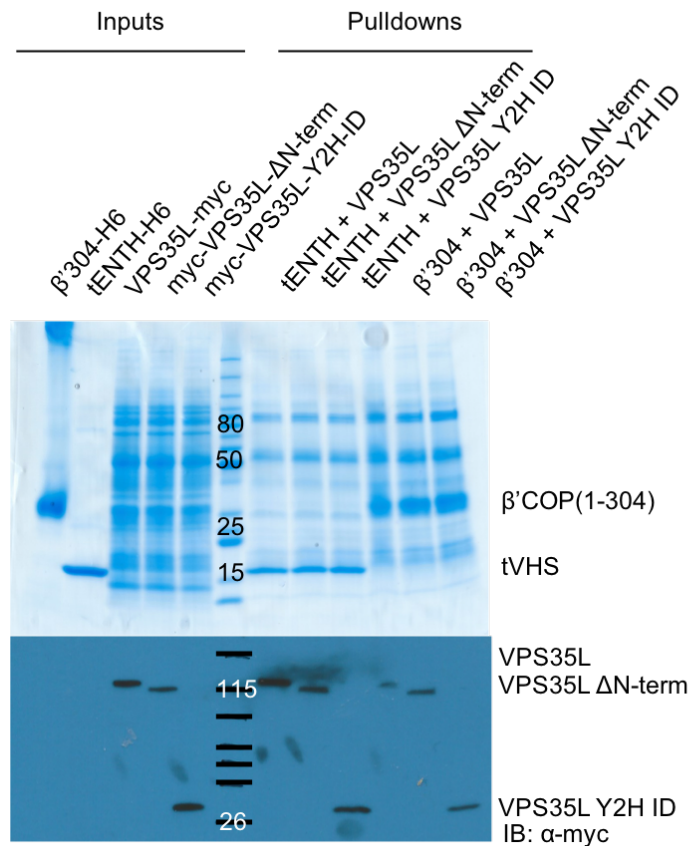 Inputs
Pulldowns
β’304-H6
tENTH-H6
VPS35L-myc
myc-VPS35L-ΔN-term
myc-VPS35L-Y2H-ID
tENTH + VPS35L
tENTH + VPS35L ΔN-term
tENTH + VPS35L Y2H ID
β’304 + VPS35L
β’304 + VPS35L ΔN-term
β’304 + VPS35L Y2H ID
80
50
25
15
β’COP(1-304)
tVHS
115
26
VPS35L
VPS35L ΔN-term
VPS35L Y2H ID
IB: α-myc